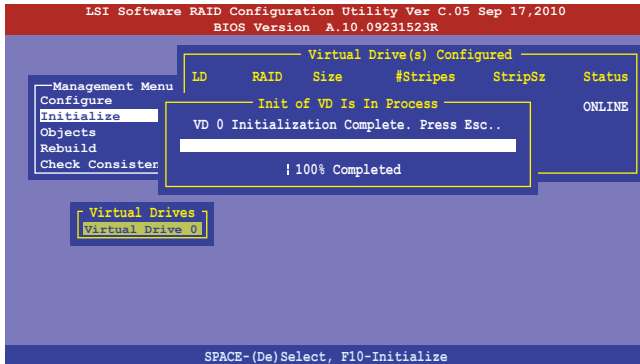 LSI Software RAID Configuration Utility Ver C.05 Sep 17,2010
BIOS Version A.10.09231523R
Virtual Drive(s) Configured
LD RAID Size #Stripes StripSz Status
ONLINE
Management Menu
Configure
Initialize
Objects
Rebuild
Check Consisten
Init of VD Is In Process
VD 0 Initialization Complete. Press Esc..
100% Completed
Virtual Drives
Virtual Drive 0
SPACE-(De)Select, F10-Initialize